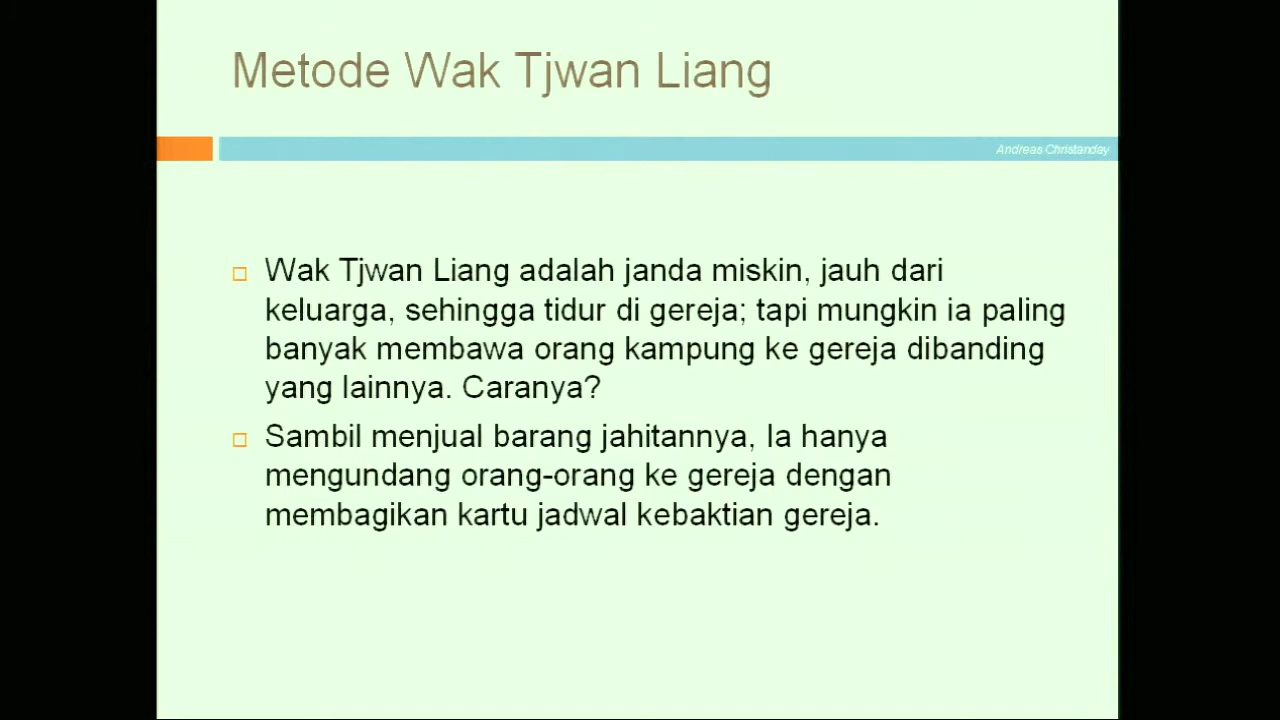 Metode Wak Tjwan Liang
Andreas Christanday
Wak Tjwan Liang adalah janda miskin, jauh dari
keluarga, sehingga tidur di gereja; tapi mungkin ia paling
banyak membawa orang kampung ke gereja dibanding
yang lainnya. Caranya?
Sambil menjual barang jahitannya, Ia hanya
mengundang orang-orang ke gereja dengan
membagikan kartu jadwal kebaktian gereja.